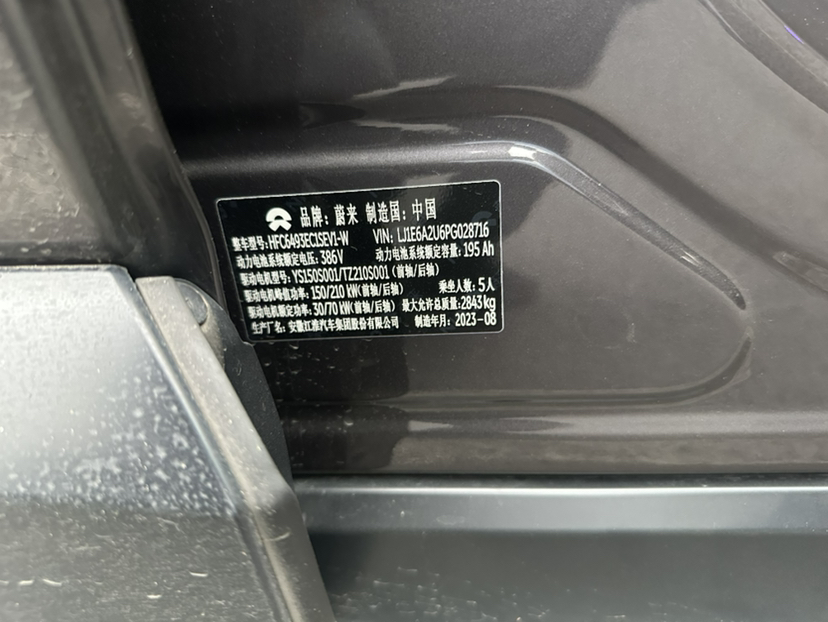 品牌：蔚来 制造国：中国
整车型号：HFC6493EC1SEV1-W VIN：LJ1E6A2U6PG028716
动力电池系统额定电压：386V 动力电池系统额定容量：195 Ah
驱动电机型号：YS150S001/TZ210S001（首轴/后轴）
驱动电机峰值功率：150/210 kW（首轴/后轴） 乘坐人数：5人
驱动电机额定功率：30/70 kW（首轴/后轴） 最大允许总质量：2843 kg
生产厂名：安徽江淮汽车集团股份有限公司 制造年月：2023-08